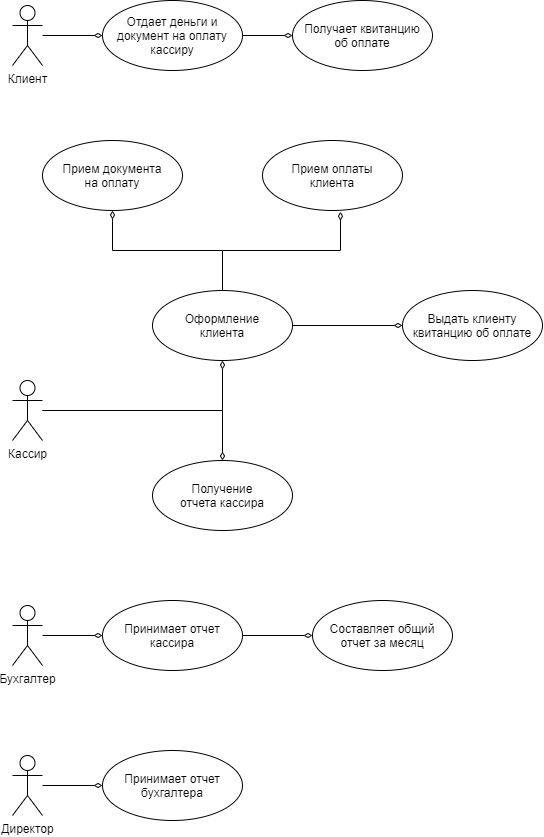 Отдает деньги и
документ на оплату
кассиру
Получает квитанцию
об оплате
Клиент
Прием документа
на оплату
Прием оплаты
клиента
Оформление
клиента
Выдать клиенту
квитанцию об оплате
Кассир
Получение
отчета кассира
Принимает отчет
кассира
Составляет общий
отчет за месяц
Бухгалтер
Принимает отчет
бухгалтера
Директор